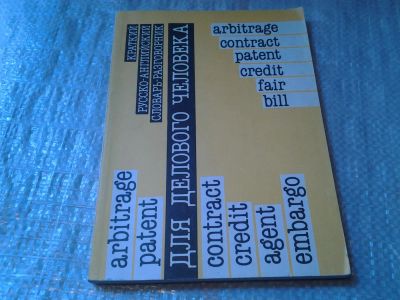 КРАТКИЙ
РУССКО-АНГЛИЙСКИЙ
СЛОВАРЬ-РАЗГОВОРНИК
ДЛЯ ДЕЛОВОГО ЧЕЛОВЕКА
arbitrage
contract
patent
credit
fair
bill
arbitrage
patent
contract
credit
agent
embargo